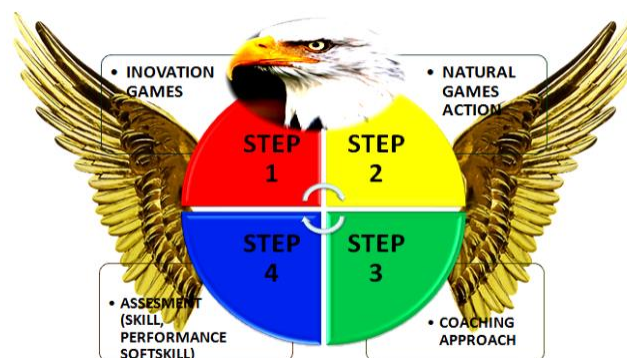 • INOVATION
GAMES
• NATURAL
GAMES
ACTION
STEP
1
STEP
2
STEP
4
STEP
3
• ASSESMENT
(SKILL,
PERFORMANCE
SOFTSKILL)
• COACHING
APPROACH